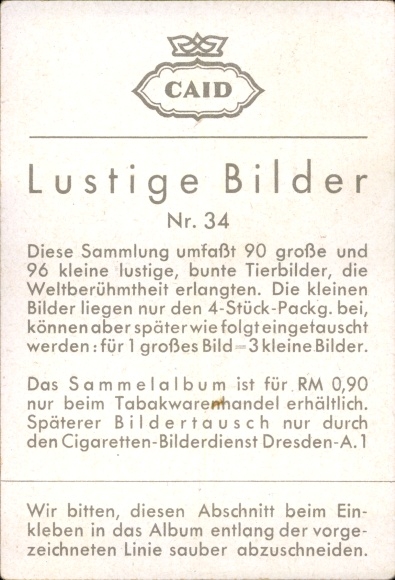 CAID
Lustige Bilder
Nr. 34
Diese Sammlung umfaßt 90 große und
96 kleine lustige, bunte Tierbilder, die
Weltberühmtheit erlangten. Die kleinen
Bilder liegen nur den 4-Stück-Packg. bei,
können aber später wie folgt eingetauscht
werden: für 1 großes Bild = 3 kleine Bilder.
Das Sammelalbum ist für RM 0,90
nur beim Tabakwarenhandel erhältlich.
Späterer Bildertausch nur durch
den Cigaretten-Bilderdienst Dresden-A. 1
Wir bitten, diesen Abschnitt beim Ein-
kleben in das Album entlang der vorge-
zeichneten Linie sauber abzuschneiden.